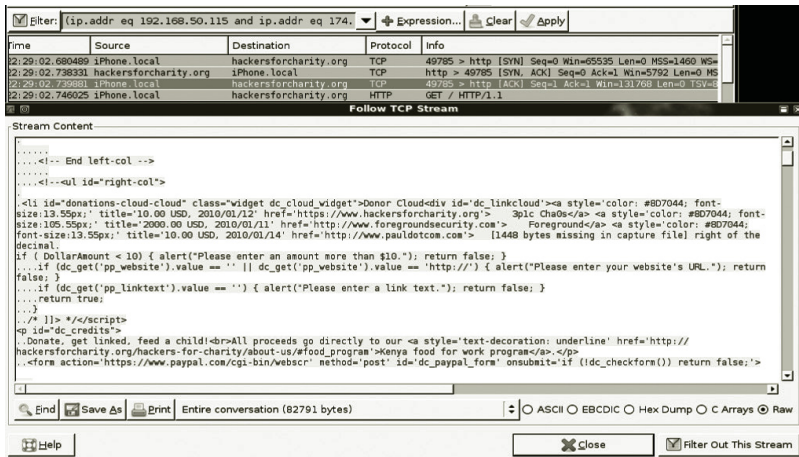 Filter: (ip.addr eq 192.168.50.115 and ip.addr eq 174. Expression... Clear Apply
Time Source Destination Protocol Info
22:29:02.680489 iPhone.local hackersforcharity.org TCP 49785 > http [SYN] Seq=0 Win=65535 Len=0 MSS=1460 WS=
22:29:02.738331 hackersforcharity.org iPhone.local TCP http > 49785 [SYN, ACK] Seq=0 Ack=1 Win=5792 Len=0 MS
22:29:02.739881 iPhone.local hackersforcharity.org TCP 49785 > http [ACK] Seq=1 Ack=1 Win=131768 Len=0 TSV=8
22:29:02.746025 iPhone.local hackersforcharity.org HTTP GET / HTTP/1.1
Follow TCP Stream
Stream Content
.
......
....<!-- End left-col -->
......
....<!--<ul id="right-col">
.
.<li id="donations-cloud-cloud" class="widget dc_cloud_widget">Donor Cloud<div id='dc_linkcloud'><a style='color: #8D7044; font-
size:13.55px;' title='10.00 USD, 2010/01/12' href='https://www.hackersforcharity.org'> 3p1c Cha0s</a> <a style='color: #8D7044; font-
size:105.55px;' title='2000.00 USD, 2010/01/11' href='https://www.foregroundsecurity.com'> Foreground</a> <a style='color: #8D7044;
font-size:13.55px;' title='10.00 USD, 2010/01/14' href='http://www.pauldotcom.com'> [1448 bytes missing in capture file] right of the
decimal.
if ( DollarAmount < 10) { alert("Please enter an amount more than $10."); return false; }
....if (dc_get('pp_website').value == '' || dc_get('pp_website').value == 'http://') { alert("Please enter your website's URL."); return
false; }
....if (dc_get('pp_linktext').value == '') { alert("Please enter a link text."); return false; }
....return true;
...}
../* ]]> */</script>
<p id="dc_credits">
..Donate, get linked, feed a child!<br>All proceeds go directly to our <a style='text-decoration: underline' href='http://
hackersforcharity.org/hackers-for-charity/about-us/#food_program'>Kenya food for work program</a>.</p>
..<form action='https://www.paypal.com/cgi-bin/webscr' method='post' id='dc_paypal_form' onsubmit='if (!dc_checkform()) return false;'>
Find Save As Print Entire conversation (82791 bytes) ASCII EBCDIC Hex Dump C Arrays Raw
Help Close Filter Out This Stream